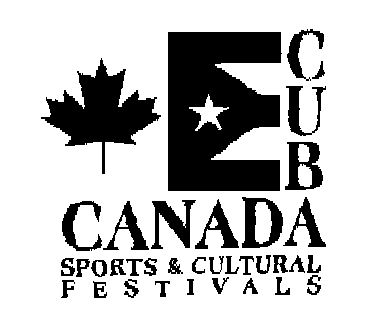 CUB
CANADA
SPORTS & CULTURAL
FESTIVALS